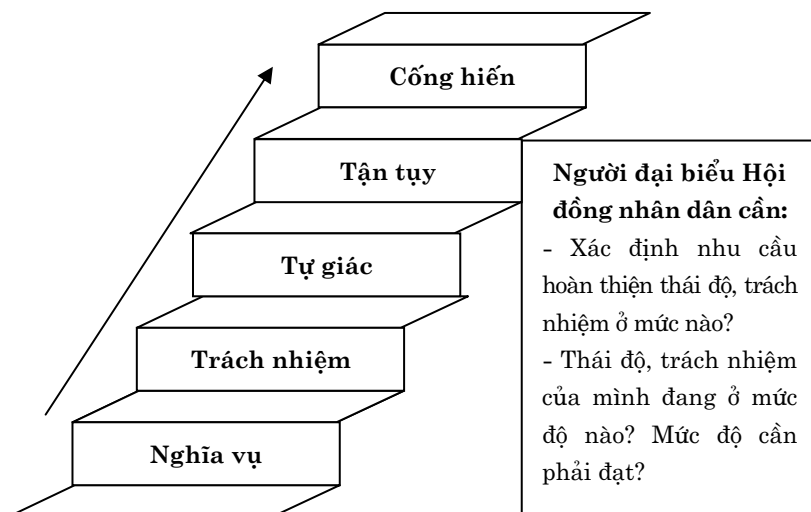 Cống hiến
Tận tụy
Tự giác
Trách nhiệm
Nghĩa vụ
Người đại biểu Hội
đồng nhân dân cần:
- Xác định nhu cầu
hoàn thiện thái độ, trách
nhiệm ở mức nào?
- Thái độ, trách nhiệm
của mình đang ở mức
độ nào? Mức độ cần
phải đạt?